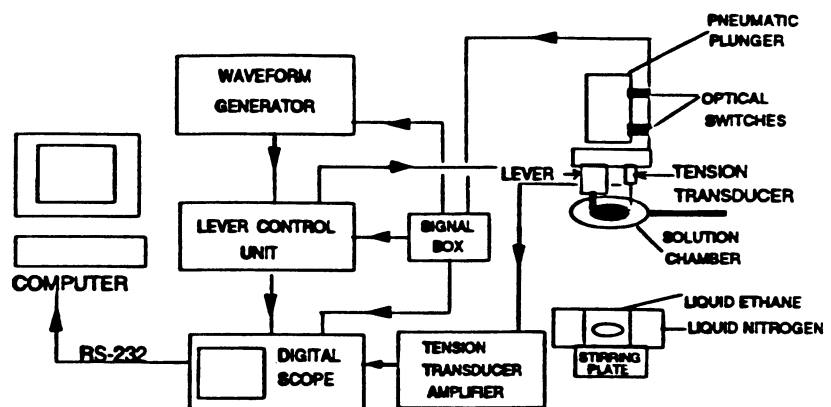 PNEUMATIC
PLUNGER
WAVEFORM
GENERATOR
OPTICAL
SWITCHES
LEVER
TENSION
TRANSDUCER
LEVER CONTROL
UNIT
SIGNAL
BOX
SOLUTION
CHAMBER
COMPUTER
LIQUID ETHANE
LIQUID NITROGEN
STIRRING
PLATE
RS-232
DIGITAL
SCOPE
TENSION
TRANSDUCER
AMPLIFIER